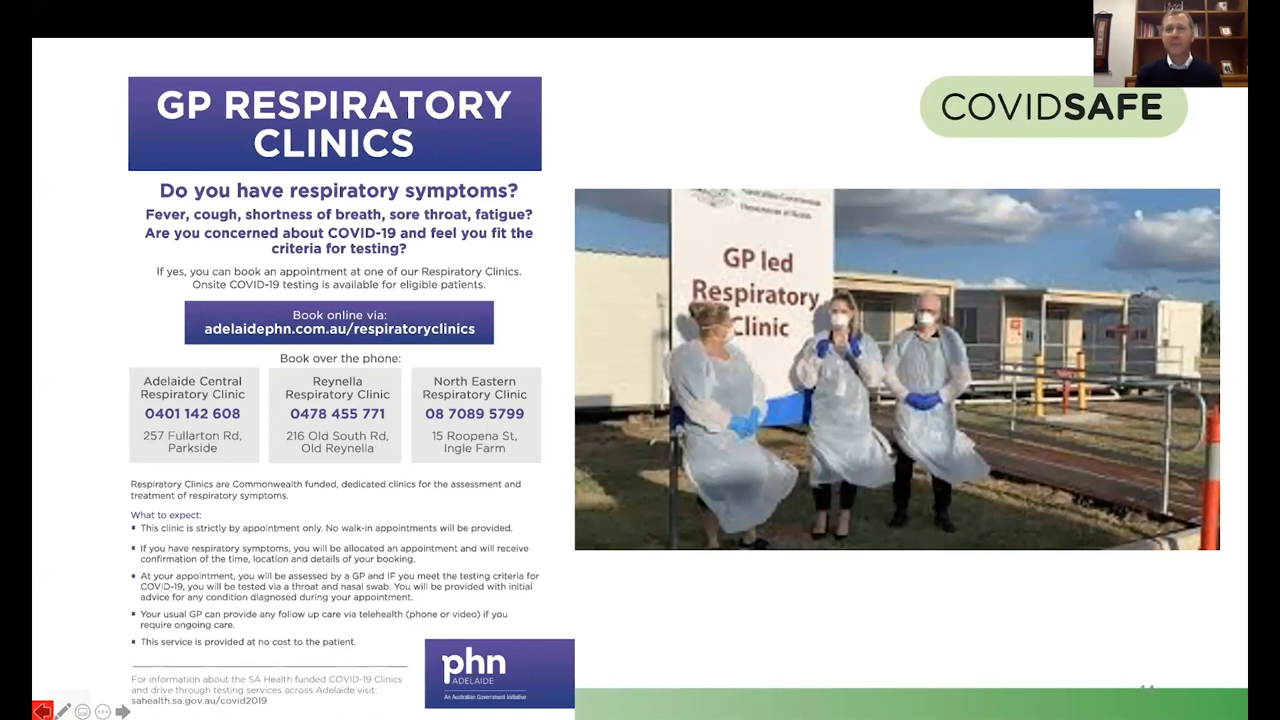 GP RESPIRATORY
CLINICS
Do you have respiratory symptoms?
Fever, cough, shortness of breath, sore throat, fatigue?
Are you concerned about COVID-19 and feel you fit the
criteria for testing?
If yes, you can book an appointment at one of our Respiratory Clinics.
Onsite COVID-19 testing is available for eligible patients.
Book online via:
adelaidephn.com.au/respiratoryclinics
Book over the phone:
Adelaide Central
Respiratory Clinic
0401 142 608
257 Fullarton Rd,
Parkside
Reynella
Respiratory Clinic
0478 455 771
216 Old South Rd,
Old Reynella
North Eastern
Respiratory Clinic
08 7089 5799
15 Roopena St,
Ingle Farm
Respiratory Clinics are Commonwealth funded, dedicated clinics for the assessment and
treatment of respiratory symptoms.
What to expect:
This clinic is strictly by appointment only. No walk-in appointments will be provided.
If you have respiratory symptoms, you will be allocated an appointment and will receive
confirmation of the time, location and details of your booking.
At your appointment, you will be assessed by a GP and IF you meet the testing criteria for
COVID-19, you will be tested via a throat and nasal swab. You will be provided with initial
advice for any condition diagnosed during your appointment.
Your usual GP can provide any follow up care via telehealth (phone or video) if you
require ongoing care.
This service is provided at no cost to the patient.
For information about the SA Health funded COVID-19 Clinics
and drive through testing services across Adelaide visit:
sahealth.sa.gov.au/covid2019
phn
ADELAIDE
An Australian Government Initiative
COVIDSAFE
Australian Government
Department of Health
GP led
Respiratory
Clinic